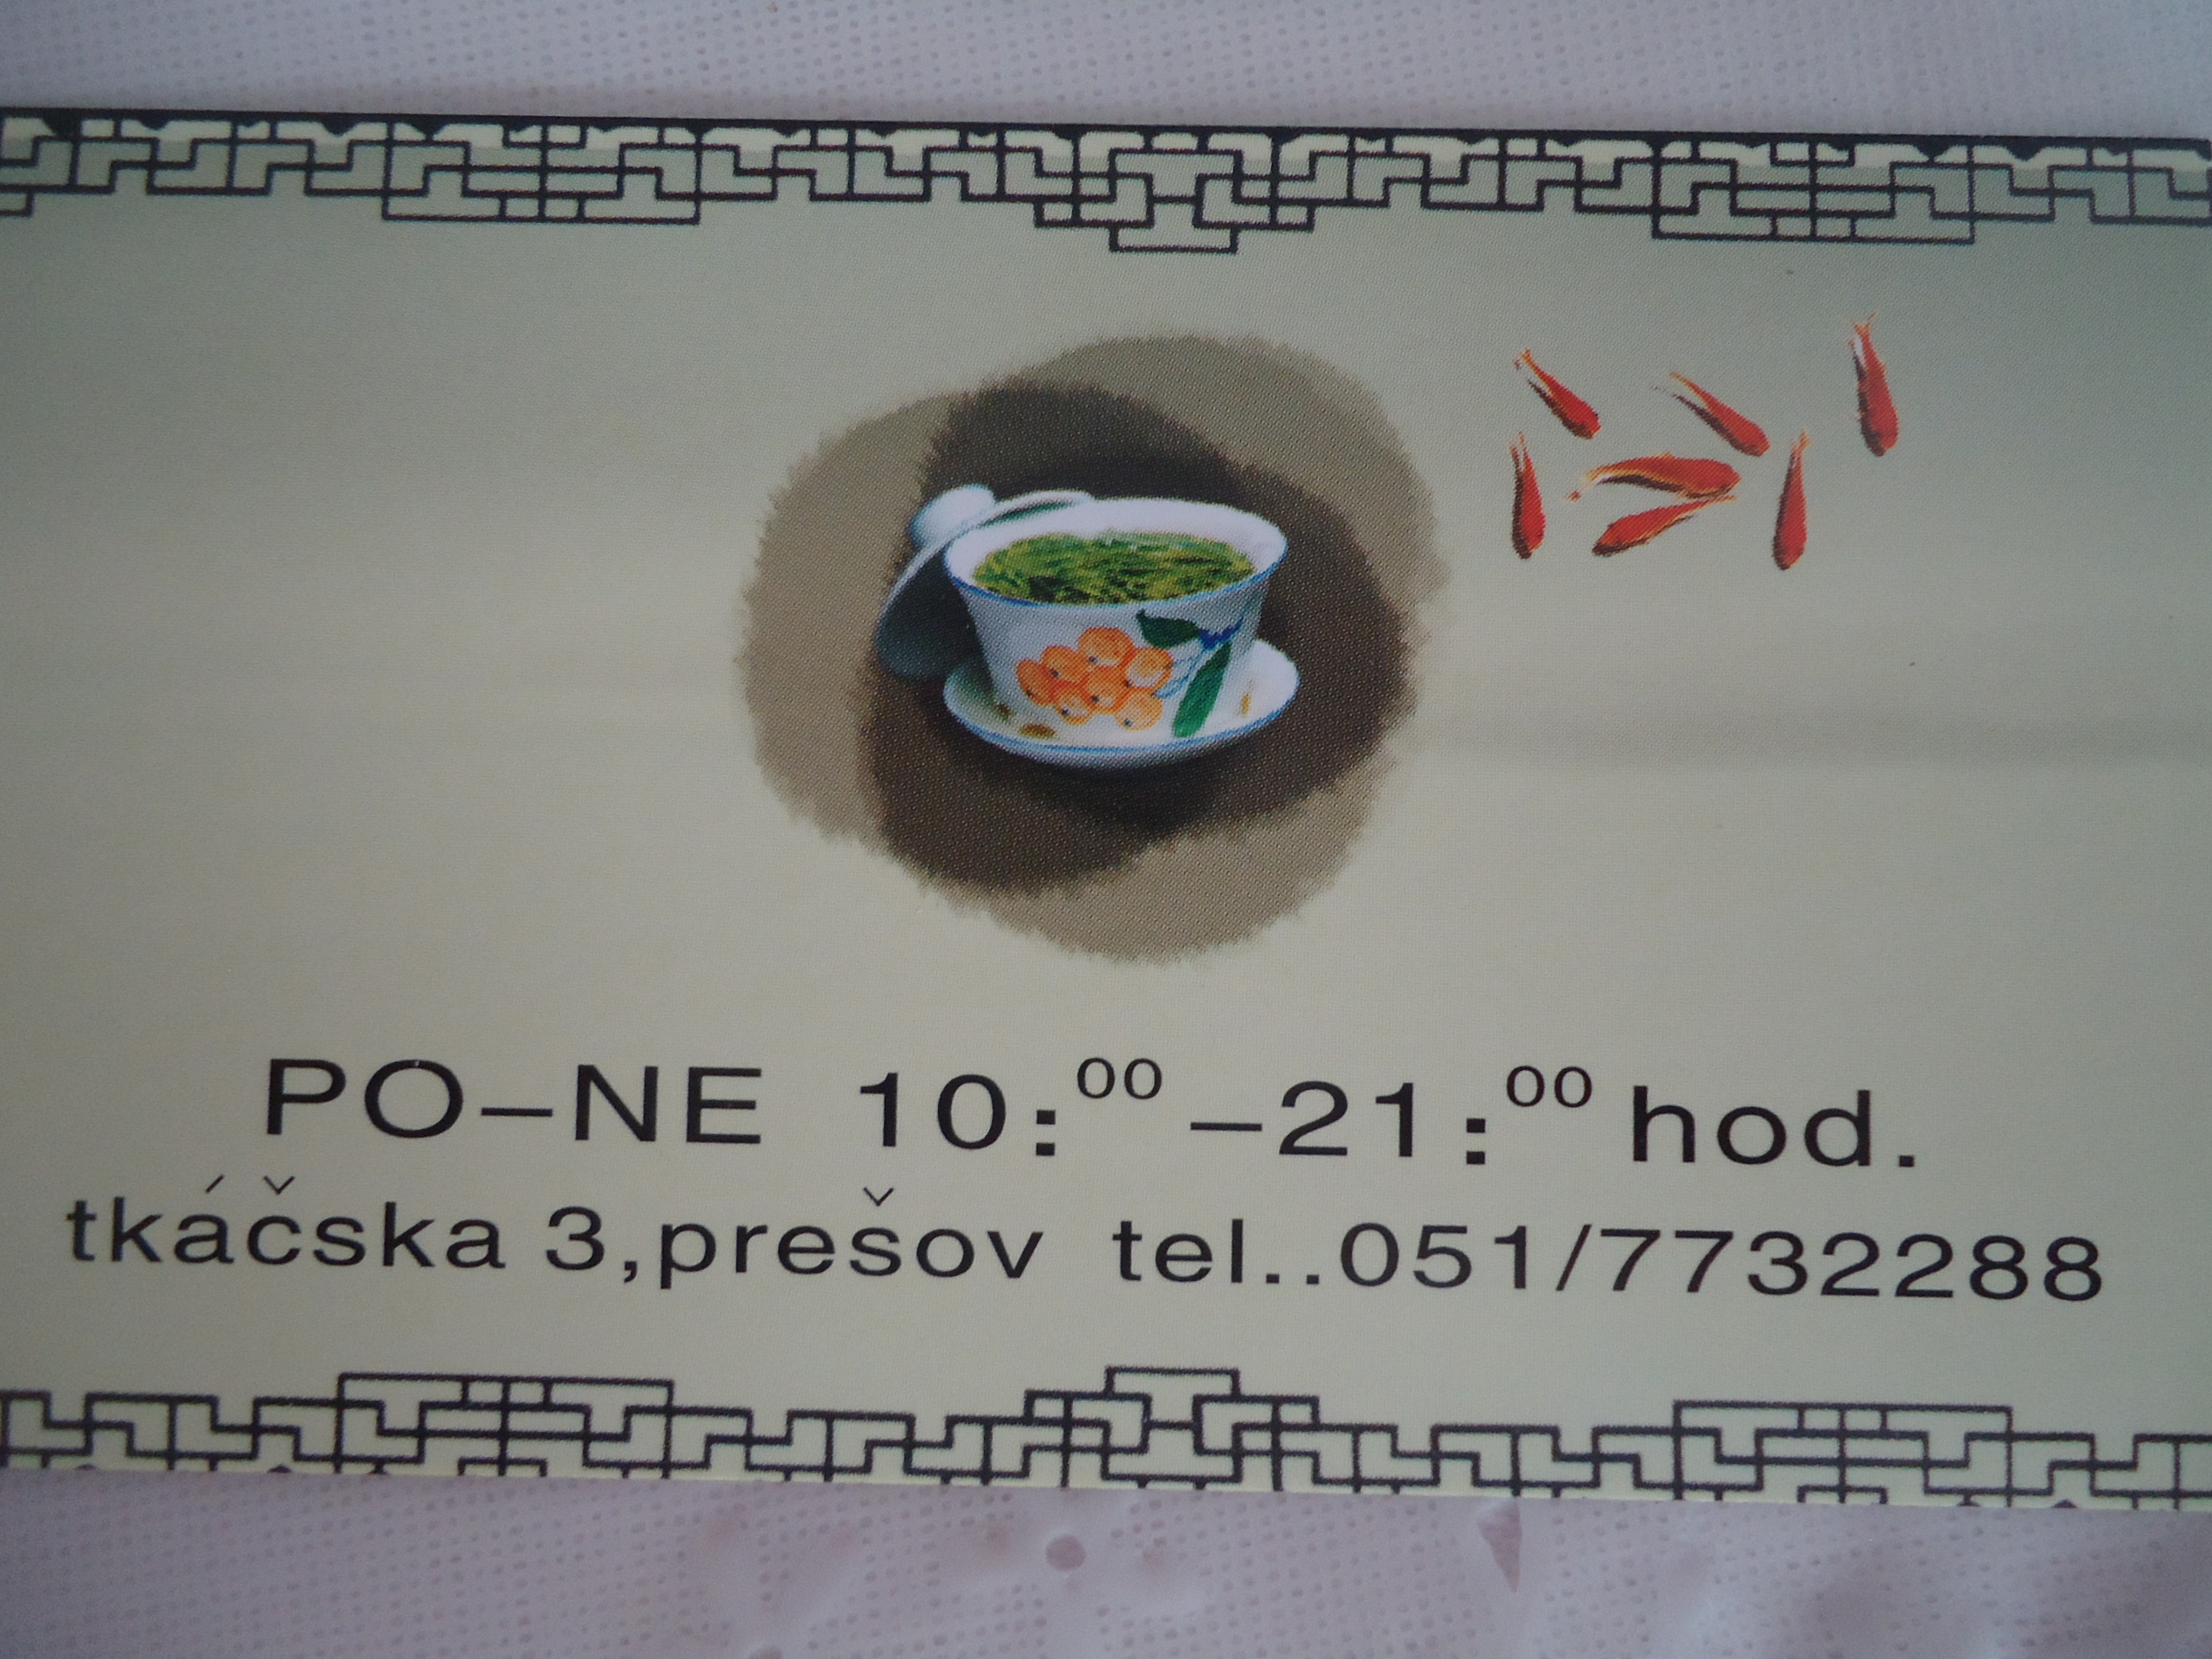 PO–NE 10:00–21:00 hod.
tkáčska 3,prešov tel..051/7732288